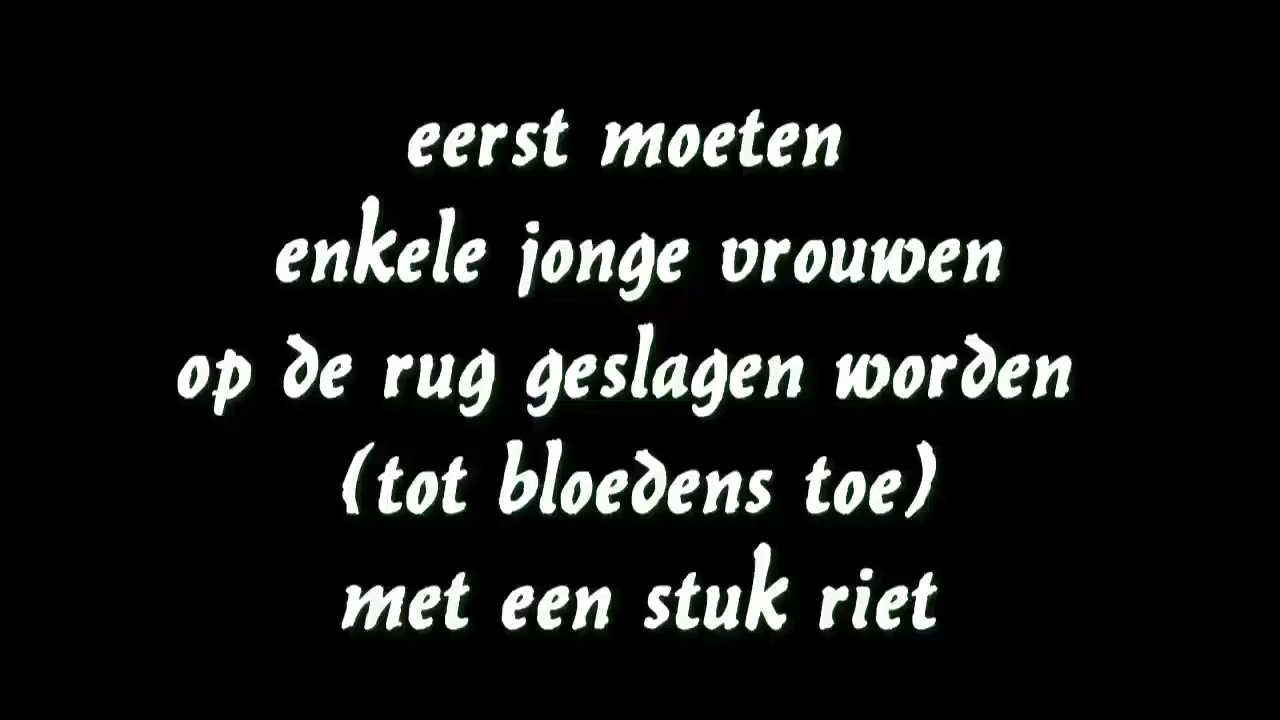 eerst moeten
enkele jonge vrouwen
op de rug geslagen worden
(tot bloedens toe)
met een stuk riet